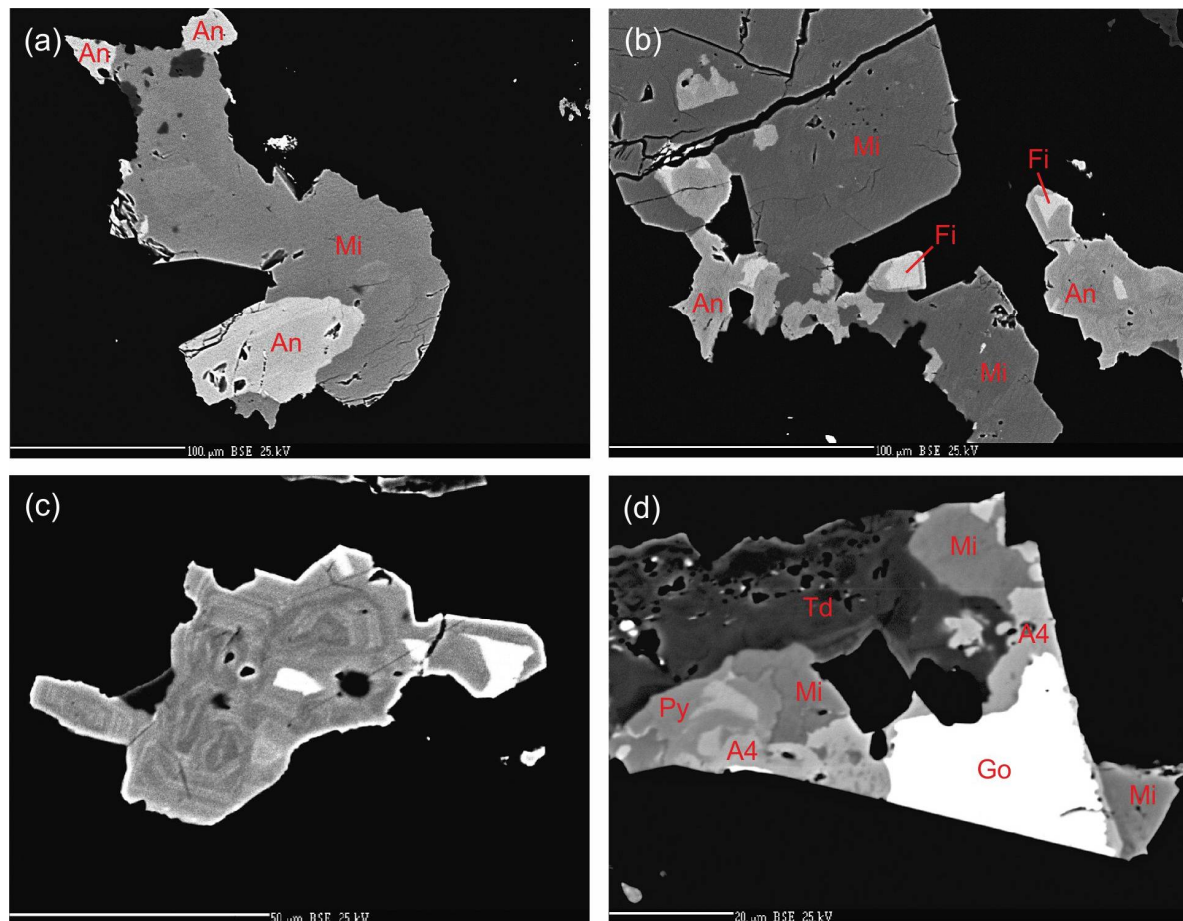 (a)
An
An
Mi
An
100.µm BSE 25.kV
(b)
Mi
Fi
Fi
An
An
Mi
100.µm BSE 25.kV
(c)
50 µm BSE 25.kV
(d)
Mi
Td
A4
Mi
Py
A4
Go
Mi
20.µm BSE 25.kV